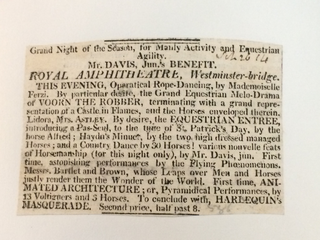 Grand Night of the Season, for Manly Activity and Equestrian
Agility.
Mr. DAVIS, Jun.'s BENEFIT.
ROYAL AMPHITHEATRE, Westminster-bridge.
THIS EVENING, Operatical Rope-Dancing, by Mademoiselle
Ferzi. By particular desire, the Grand Equestrian Melo-Drama
of VOORN THE ROBBER, terminating with a grand repre-
sentation of a Castle in Flames, and the Horses enveloped therein.
Lidora, Mrs. ASTLEY. By desire, the EQUESTRIAN ENTREE,
introducing a Pas-Seul, to the tune of St. Patrick's Day, by the
horse Alfred; Haydn's Minuet, by the two high dressed managed
Horses; and a Country Dance by 30 Horses! various novelle feats
of Horsemanship (for this night only), by Mr. Davis, jun. First
time, astonishing performances by the Flying Phænomenons,
Messrs. Bartlet and Brown, whose Leaps over Men and Horses
justly render them the Wonder of the World. First time, ANI-
MATED ARCHITECTURE; or, Pyramidical Performances, by
13 Voltigners and 5 Horses. To conclude with, HARLEQUIN'S
MASQUERADE. Second price, half past 8.